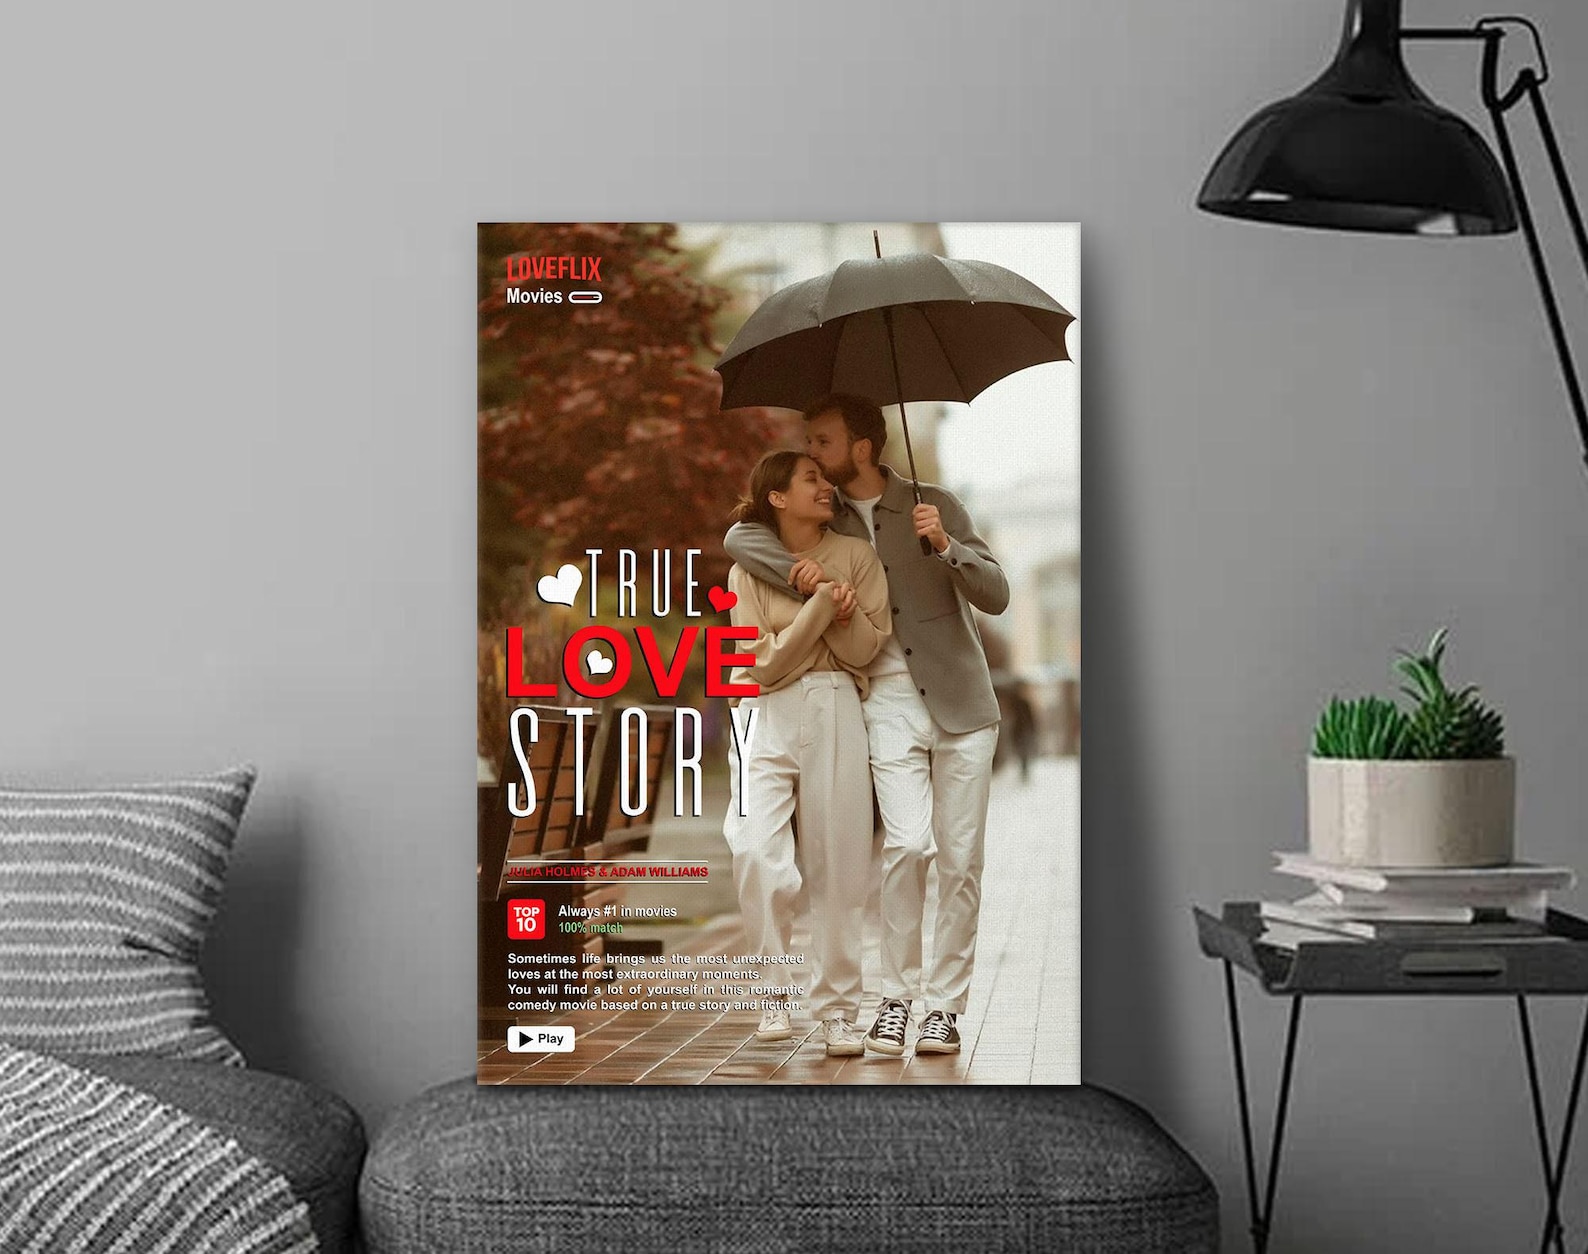 LOVEFLIX
Movies
TRUE
LOVE
STORY
JULIA HOLMES & ADAM WILLIAMS
TOP
10
Always #1 in movies
100% match
Sometimes life brings us the most unexpected
loves at the most extraordinary moments.
You will find a lot of yourself in this romantic
comedy movie based on a true story and fiction.
Play